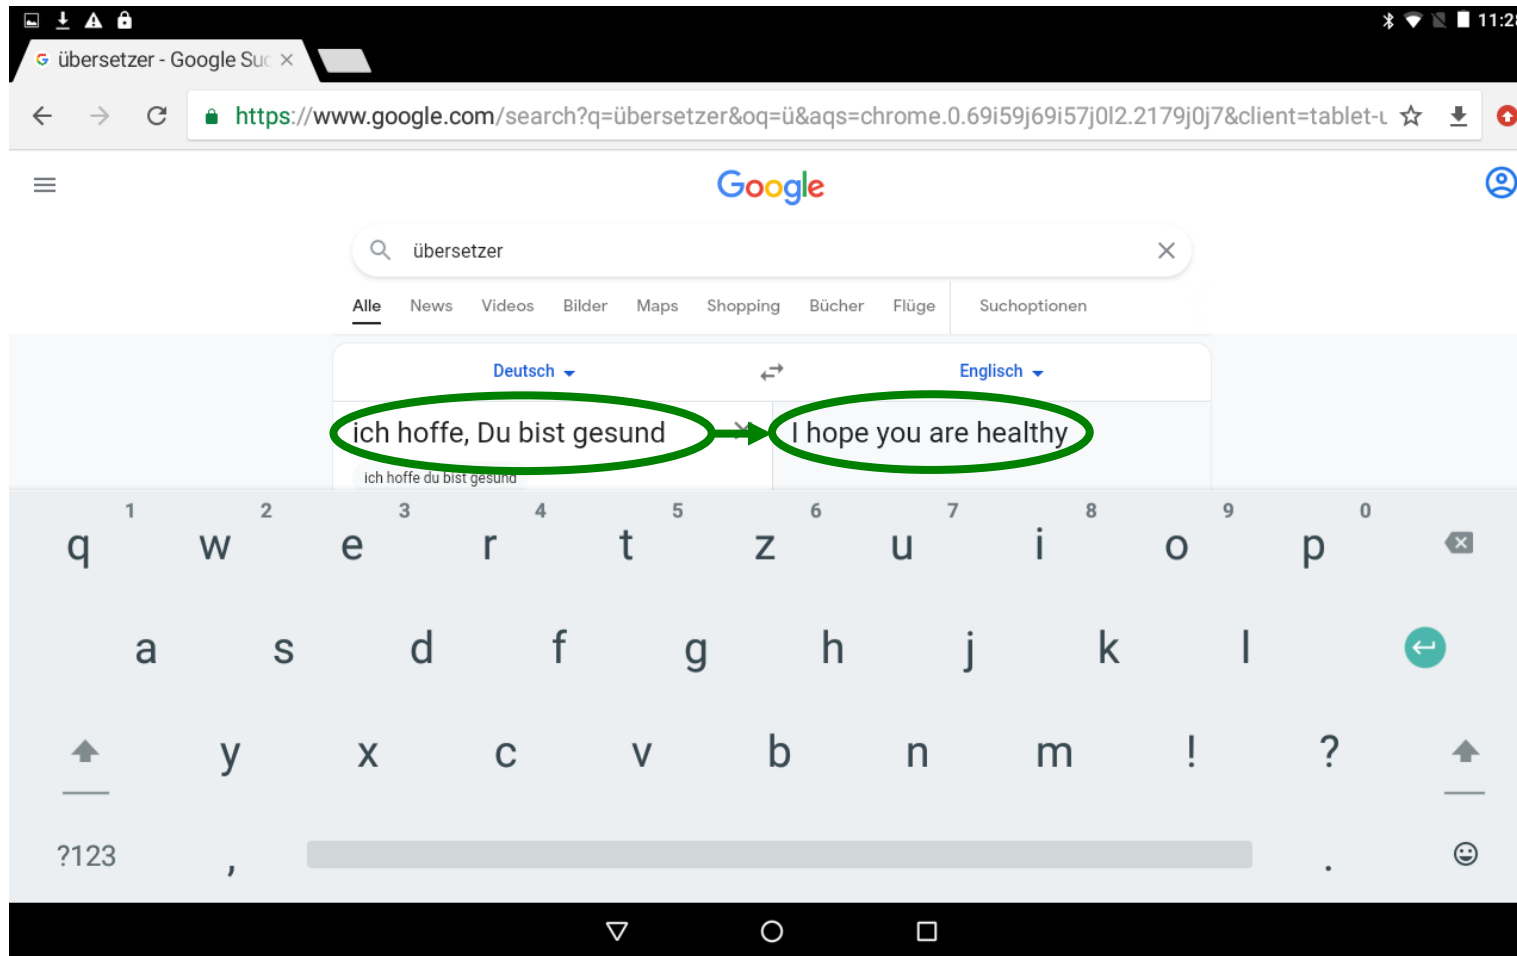 11:28
übersetzer - Google Suc
https://www.google.com/search?q=übersetzer&oq=ü&aqs=chrome.0.69i59j69i57j0l2.2179j0j7&client=tablet-u
Google
übersetzer
Alle News Videos Bilder Maps Shopping Bücher Flüge Suchoptionen
Deutsch Englisch
ich hoffe, Du bist gesund I hope you are healthy
ich hoffe du bist gesund
1 2 3 4 5 6 7 8 9 0
q w e r t z u i o p
a s d f g h j k l
y x c v b n m ! ?
?123 , .